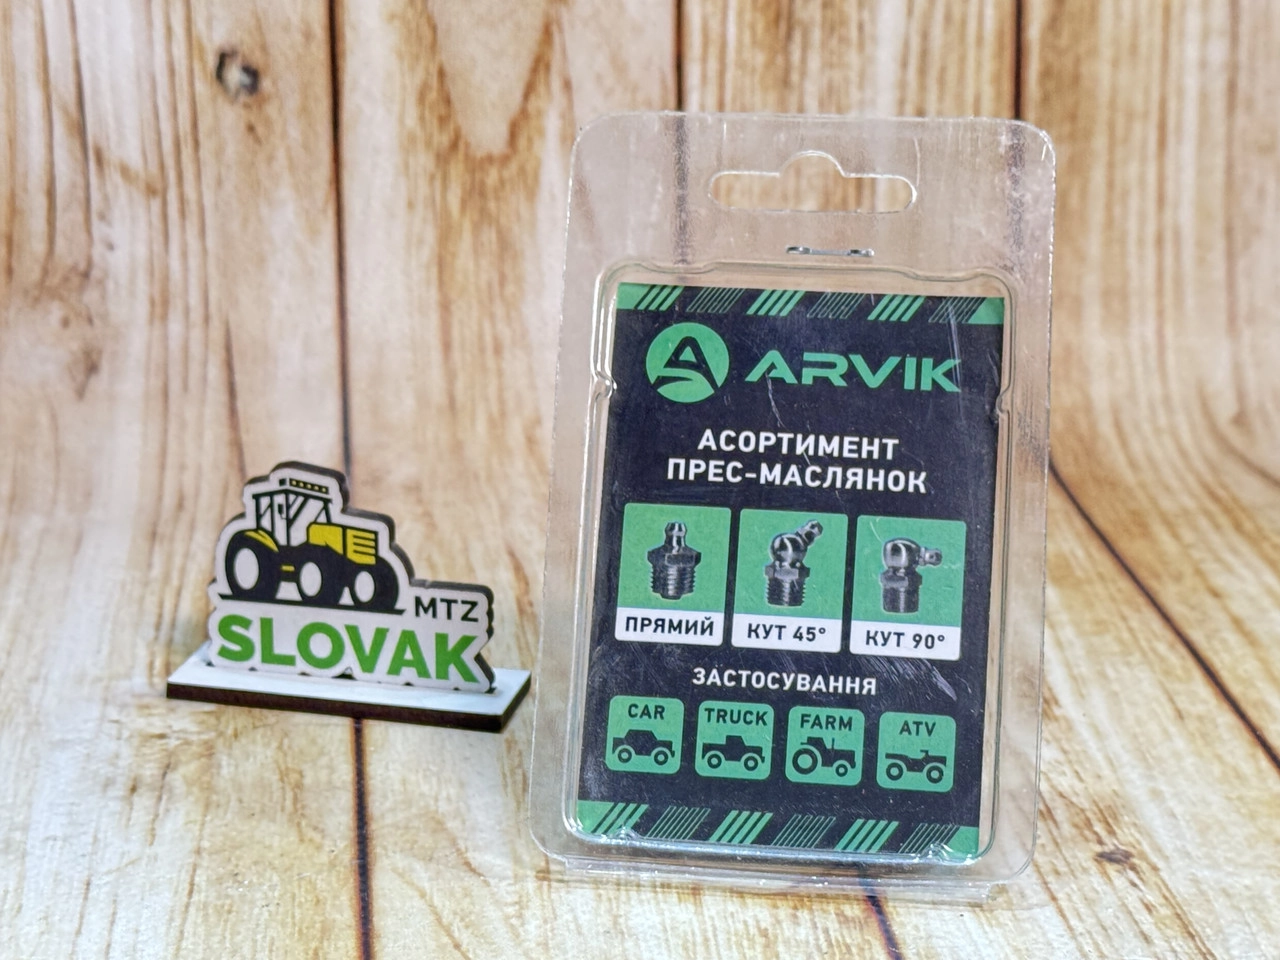 MTZ
SLOVAK
ARVIK
АСОРТИМЕНТ
ПРЕС-МАСЛЯНОК
ПРЯМИЙ
КУТ 45°
КУТ 90°
ЗАСТОСУВАННЯ
CAR
TRUCK
FARM
ATV